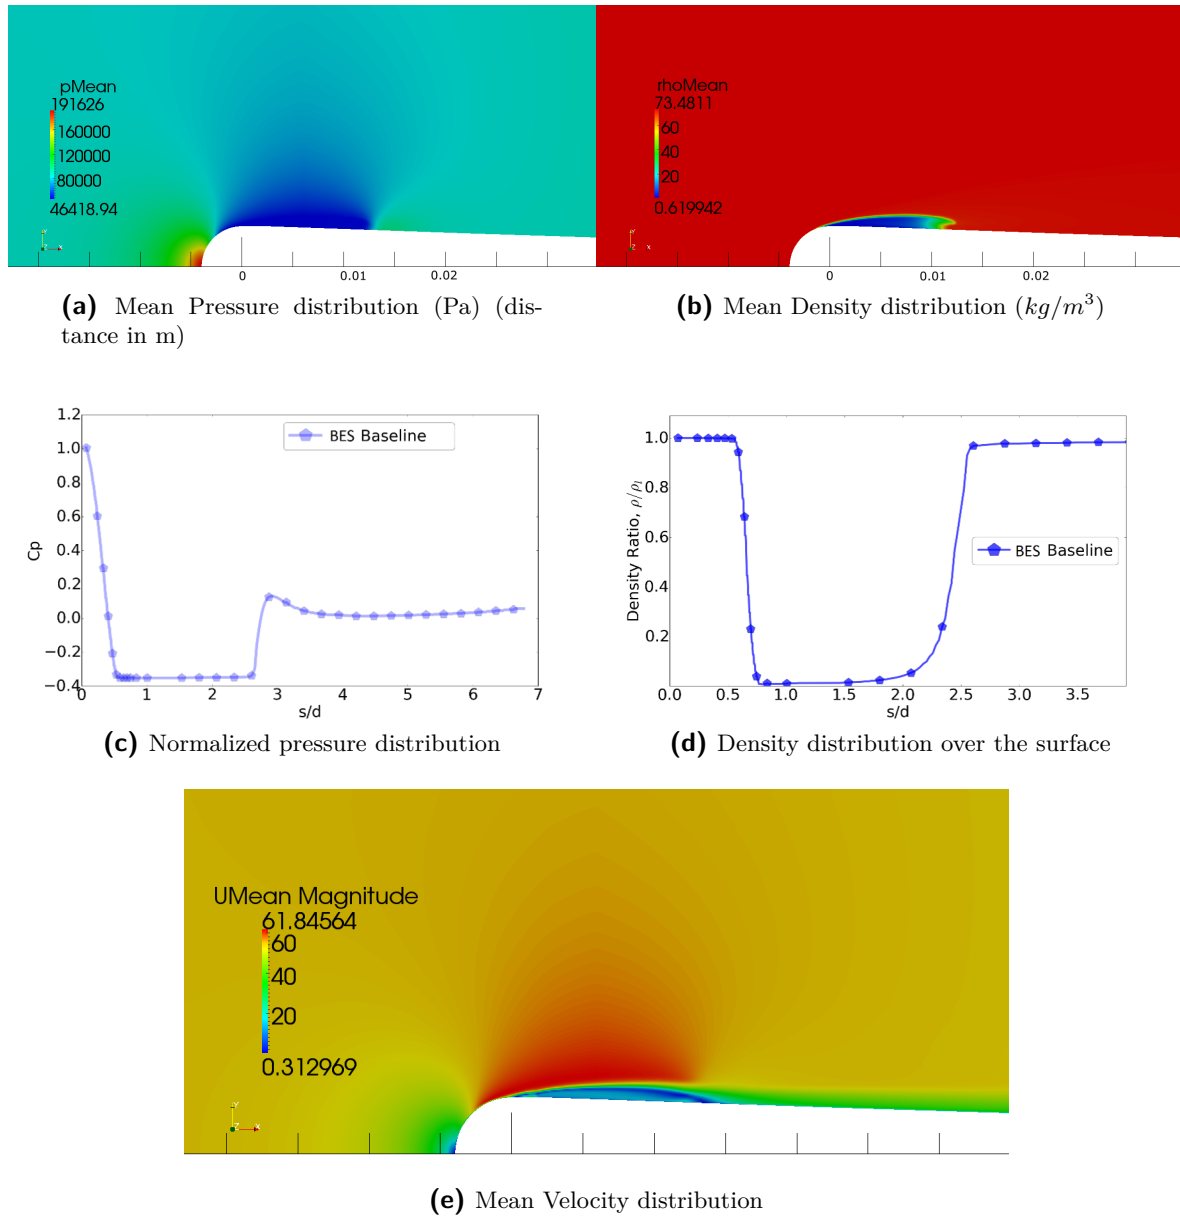 pMean
191626
160000
120000
80000
46418.94
0 0.01 0.02
rhoMean
73.4811
60
40
20
0.619942
0 0.01 0.02
(a) Mean Pressure distribution (Pa) (dis-
tance in m)
(b) Mean Density distribution (kg/m³)
1.2
1.0
0.8
0.6
0.4
0.2
0.0
−0.2
−0.4
Cp
BES Baseline
0 1 2 3 4 5 6 7
s/d
(c) Normalized pressure distribution
1.0
0.8
0.6
0.4
0.2
Density Ratio, ρ/ρₗ
BES Baseline
0.0 0.5 1.0 1.5 2.0 2.5 3.0 3.5
s/d
(d) Density distribution over the surface
UMean Magnitude
61.84564
60
40
20
0.312969
(e) Mean Velocity distribution